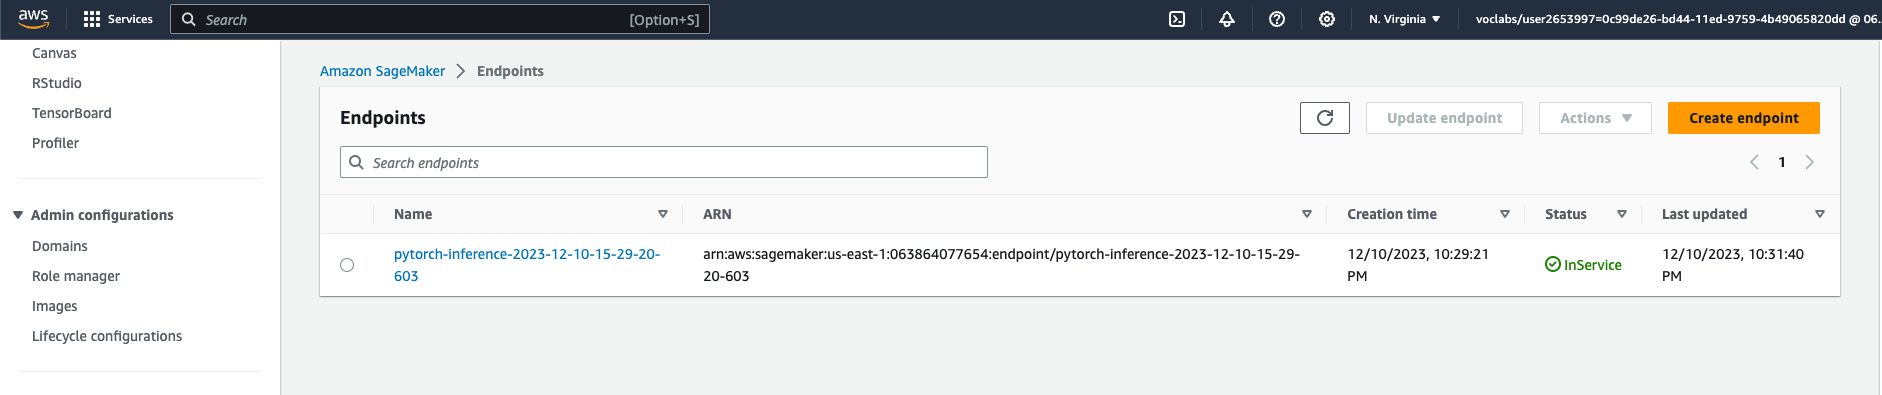 aws
Services
Search
[Option+S]
N. Virginia
voclabs/user2653997=0c99de26-bd44-11ed-9759-4b49065820dd @ 06...
Canvas
RStudio
TensorBoard
Profiler
Admin configurations
Domains
Role manager
Images
Lifecycle configurations
Amazon SageMaker
Endpoints
Endpoints
Update endpoint
Actions
Create endpoint
Search endpoints
1
Name
ARN
Creation time
Status
Last updated
pytorch-inference-2023-12-10-15-29-20-
603
arn:aws:sagemaker:us-east-1:063864077654:endpoint/pytorch-inference-2023-12-10-15-29-
20-603
12/10/2023, 10:29:21
PM
InService
12/10/2023, 10:31:40
PM